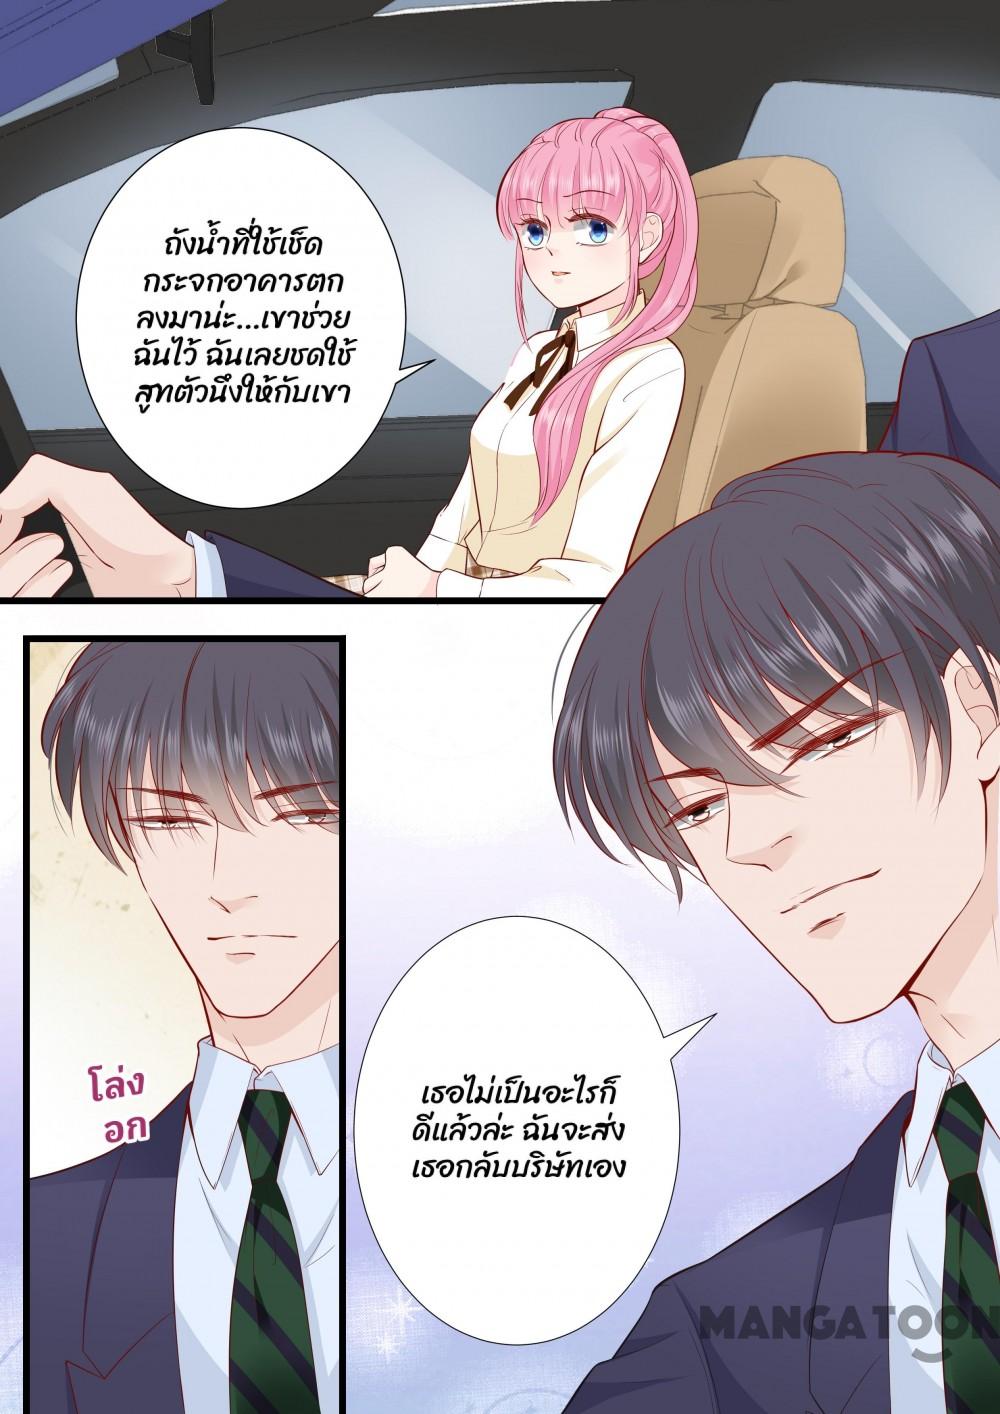 ถังน้ำที่ใช้เช็ด
กระจกอาคารตก
ลงมาน่ะ...เขาช่วย
ฉันไว้ ฉันเลยชดใช้
สูทตัวนึงให้กับเขา
โล่ง
อก
เธอไม่เป็นอะไรก็
ดีแล้วล่ะ ฉันจะส่ง
เธอกลับบริษัทเอง
MANGATOON